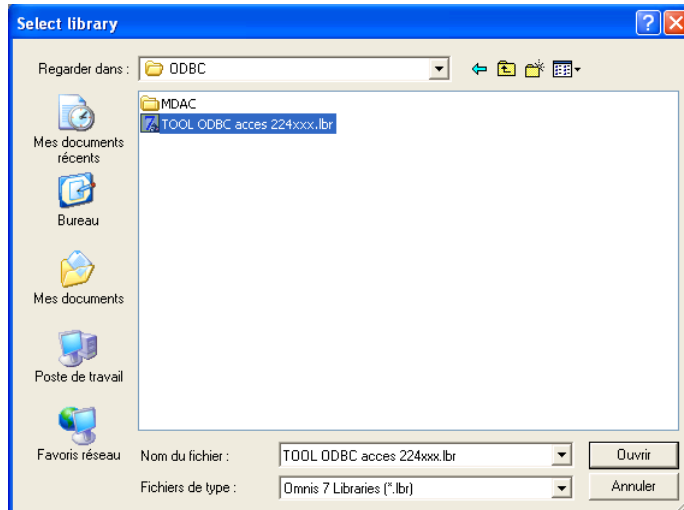 Select library
Regarder dans :
ODBC
MDAC
TOOL ODBC acces 224xxx.lbr
Mes documents
récents
Bureau
Mes documents
Poste de travail
Favoris réseau
Nom du fichier :
TOOL ODBC acces 224xxx.lbr
Ouvrir
Fichiers de type :
Omnis 7 Libraries (*.lbr)
Annuler